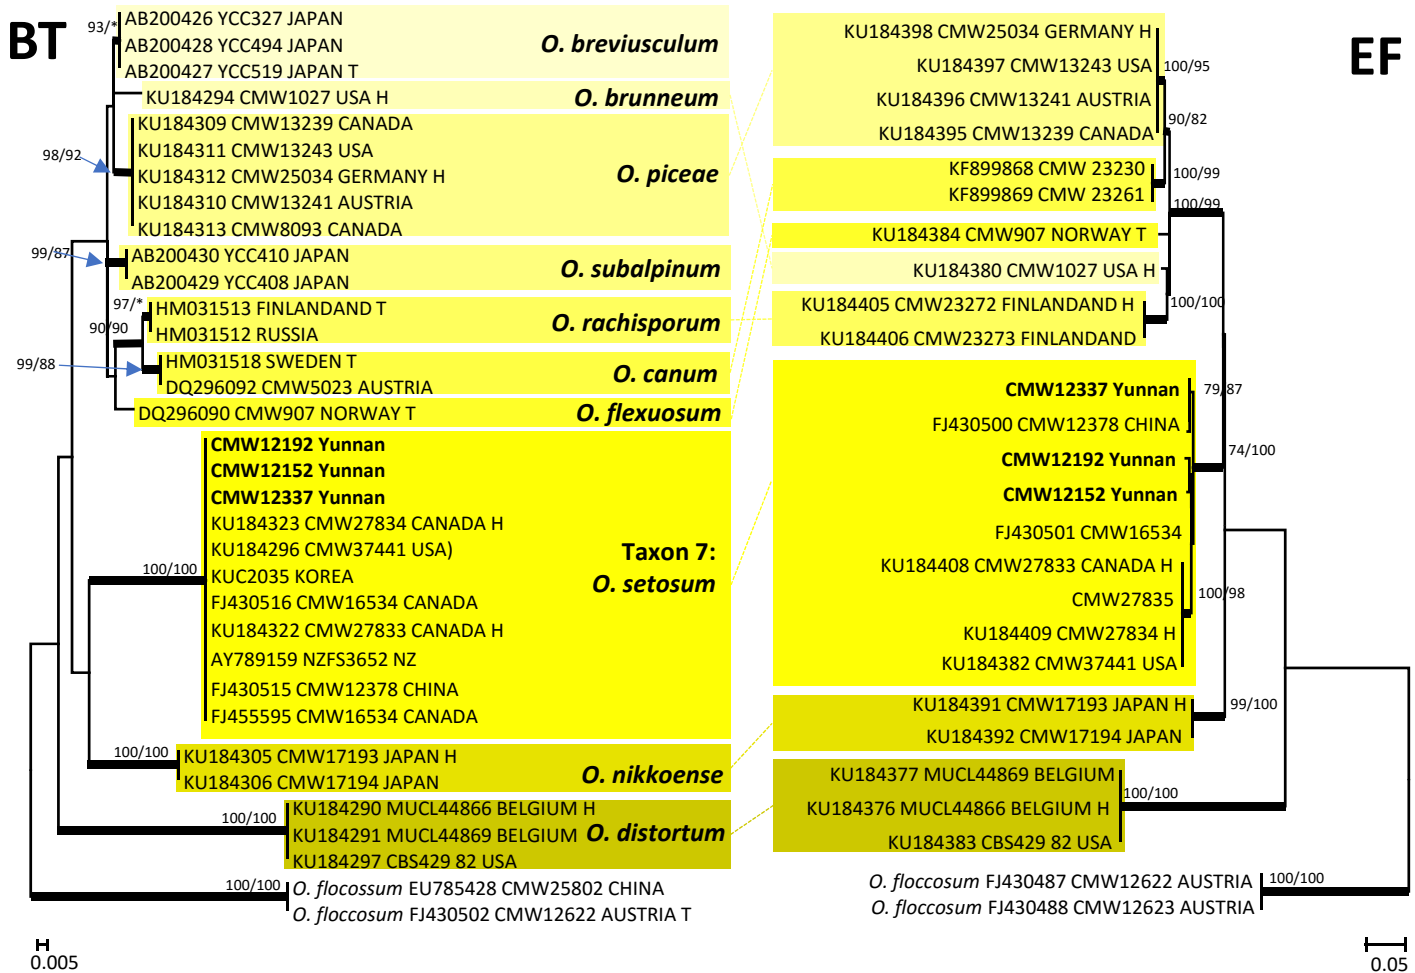 BT
93/*
AB200426 YCC327 JAPAN
AB200428 YCC494 JAPAN
AB200427 YCC519 JAPAN T
O. breviusculum
KU184294 CMW1027 USA H
O. brunneum
98/92
KU184309 CMW13239 CANADA
KU184311 CMW13243 USA
KU184312 CMW25034 GERMANY H
KU184310 CMW13241 AUSTRIA
KU184313 CMW8093 CANADA
O. piceae
99/87
AB200430 YCC410 JAPAN
AB200429 YCC408 JAPAN
O. subalpinum
97/*
90/90
HM031513 FINLANDAND T
HM031512 RUSSIA
O. rachisporum
99/88
HM031518 SWEDEN T
DQ296092 CMW5023 AUSTRIA
O. canum
DQ296090 CMW907 NORWAY T
O. flexuosum
CMW12192 Yunnan
CMW12152 Yunnan
CMW12337 Yunnan
KU184323 CMW27834 CANADA H
KU184296 CMW37441 USA)
KUC2035 KOREA
FJ430516 CMW16534 CANADA
KU184322 CMW27833 CANADA H
AY789159 NZFS3652 NZ
FJ430515 CMW12378 CHINA
FJ455595 CMW16534 CANADA
100/100
Taxon 7:
O. setosum
100/100
KU184305 CMW17193 JAPAN H
KU184306 CMW17194 JAPAN
O. nikkoense
100/100
KU184290 MUCL44866 BELGIUM H
KU184291 MUCL44869 BELGIUM
KU184297 CBS429 82 USA
O. distortum
100/100
O. flocossum EU785428 CMW25802 CHINA
O. floccosum FJ430502 CMW12622 AUSTRIA T
0.005
EF
KU184398 CMW25034 GERMANY H
KU184397 CMW13243 USA
KU184396 CMW13241 AUSTRIA
KU184395 CMW13239 CANADA
100/95
90/82
KF899868 CMW 23230
KF899869 CMW 23261
100/99
100/99
KU184384 CMW907 NORWAY T
KU184380 CMW1027 USA H
KU184405 CMW23272 FINLANDAND H
KU184406 CMW23273 FINLANDAND
100/100
CMW12337 Yunnan
FJ430500 CMW12378 CHINA
79/87
CMW12192 Yunnan
CMW12152 Yunnan
74/100
FJ430501 CMW16534
KU184408 CMW27833 CANADA H
CMW27835
KU184409 CMW27834 H
KU184382 CMW37441 USA
100/98
KU184391 CMW17193 JAPAN H
KU184392 CMW17194 JAPAN
99/100
KU184377 MUCL44869 BELGIUM
KU184376 MUCL44866 BELGIUM H
KU184383 CBS429 82 USA
100/100
O. floccosum FJ430487 CMW12622 AUSTRIA
O. floccosum FJ430488 CMW12623 AUSTRIA
100/100
0.05